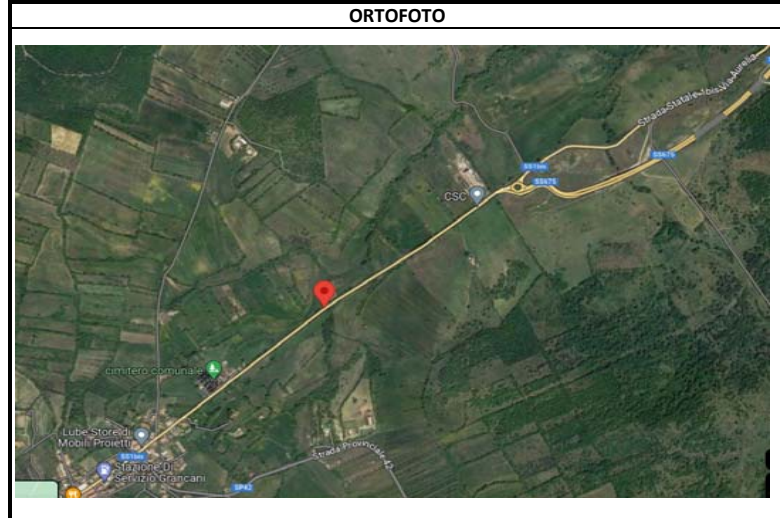 ORTOFOTO
Strada Statale 1bis Via Aurelia
SS675
SS1bis
SS675
CSC
cimitero comunale
Lube Store di
Mobili Proietti
SS1bis
Stazione Di
Servizio Grancani
Strada Provinciale 42
SP42